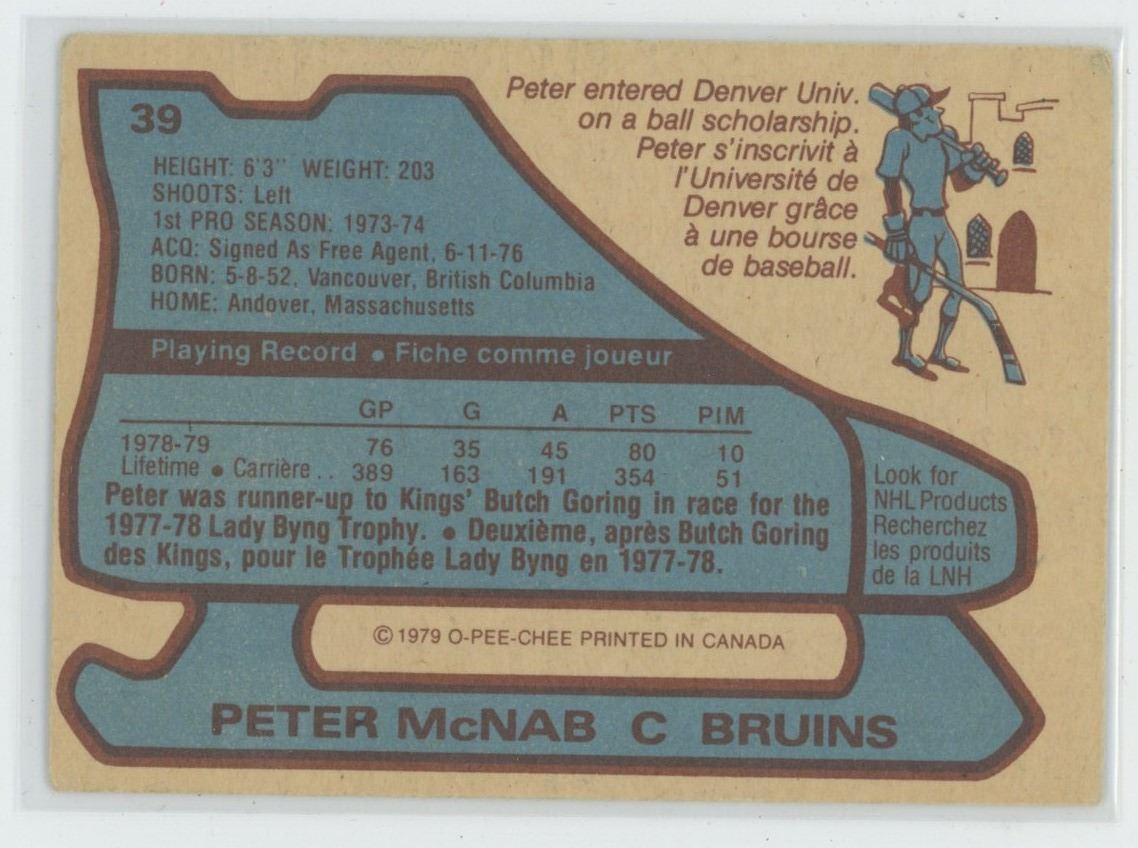 39
Peter entered Denver Univ.
on a ball scholarship.
Peter s'inscrivit à
l'Université de
Denver grâce
à une bourse
de baseball.
HEIGHT: 6'3" WEIGHT: 203
SHOOTS: Left
1st PRO SEASON: 1973-74
ACQ: Signed As Free Agent, 6-11-76
BORN: 5-8-52, Vancouver, British Columbia
HOME: Andover, Massachusetts
Playing Record • Fiche comme joueur
GP G A PTS PIM
1978-79 76 35 45 80 10
Lifetime • Carrière .. 389 163 191 354 51
Peter was runner-up to Kings' Butch Goring in race for the
1977-78 Lady Byng Trophy. • Deuxième, après Butch Goring
des Kings, pour le Trophée Lady Byng en 1977-78.
Look for
NHL Products
Recherchez
les produits
de la LNH
© 1979 O-PEE-CHEE PRINTED IN CANADA
PETER McNAB C BRUINS